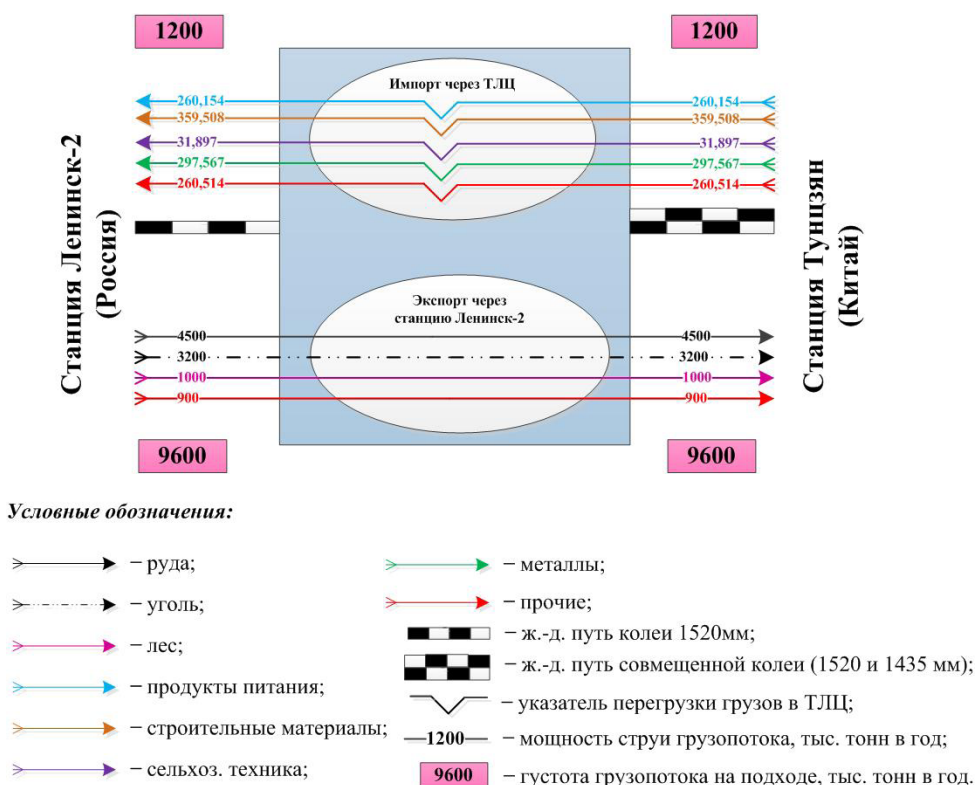 1200
1200
Импорт через ТЛЦ
260,154
260,154
359,508
359,508
31,897
31,897
297,567
297,567
260,514
260,514
Станция Ленинск-2
(Россия)
Станция Тунцзян
(Китай)
Экспорт через
станцию Ленинск-2
4500
4500
3200
3200
1000
1000
900
900
9600
9600
Условные обозначения:
– руда;
– уголь;
– лес;
– продукты питания;
– строительные материалы;
– сельхоз. техника;
– металлы;
– прочие;
– ж.-д. путь колеи 1520мм;
– ж.-д. путь совмещенной колеи (1520 и 1435 мм);
– указатель перегрузки грузов в ТЛЦ;
1200 – мощность струи грузопотока, тыс. тонн в год;
9600 – густота грузопотока на подходе, тыс. тонн в год.